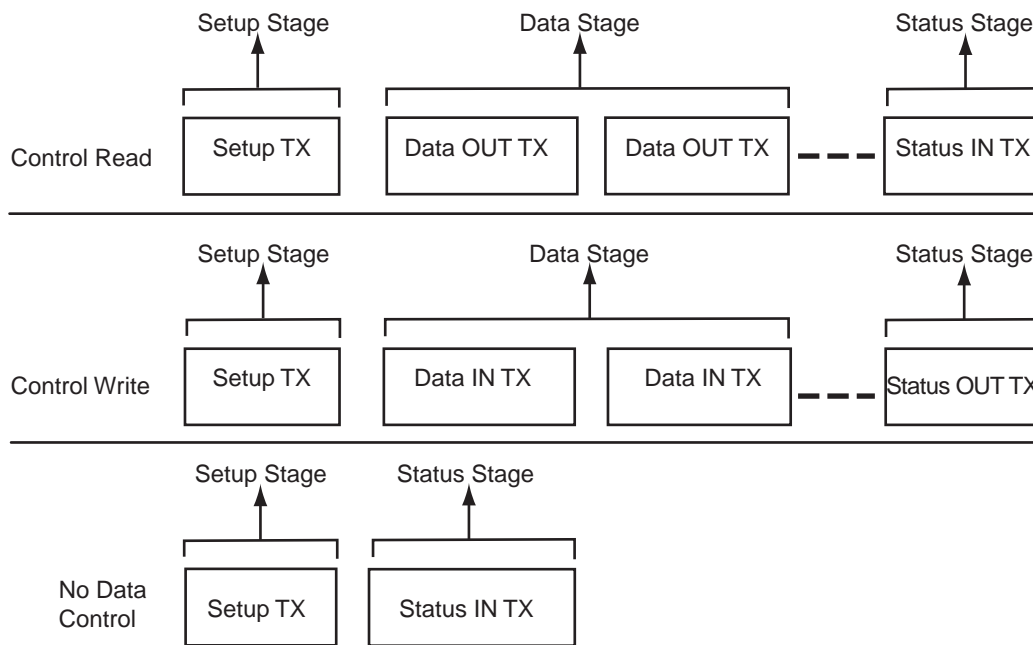 Setup Stage Data Stage Status Stage
Control Read Setup TX Data OUT TX Data OUT TX Status IN TX
Setup Stage Data Stage Status Stage
Control Write Setup TX Data IN TX Data IN TX Status OUT TX
Setup Stage Status Stage
No Data
Control
Setup TX Status IN TX